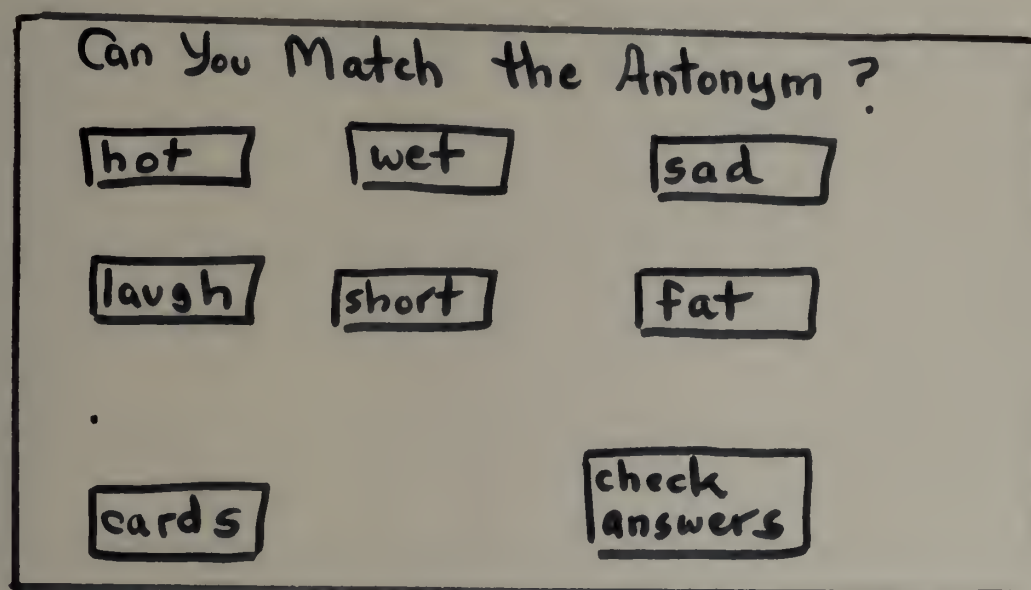 Can You Match the Antonym?
hot wet sad
laugh short fat
cards
check
answers